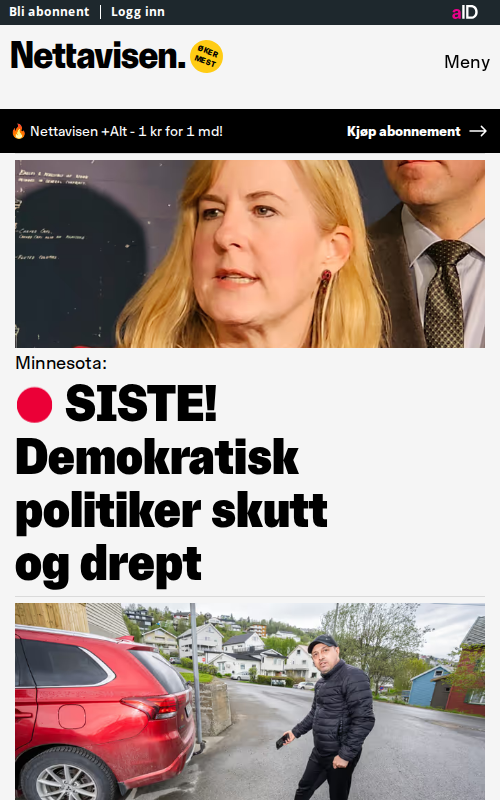 Bli abonnent
Logg inn
aID
Nettavisen.
ØKER
MEST
Meny
🔥 Nettavisen +Alt - 1 kr for 1 md!
Kjøp abonnement →
Minnesota:
🔴 SISTE!
Demokratisk
politiker skutt
og drept